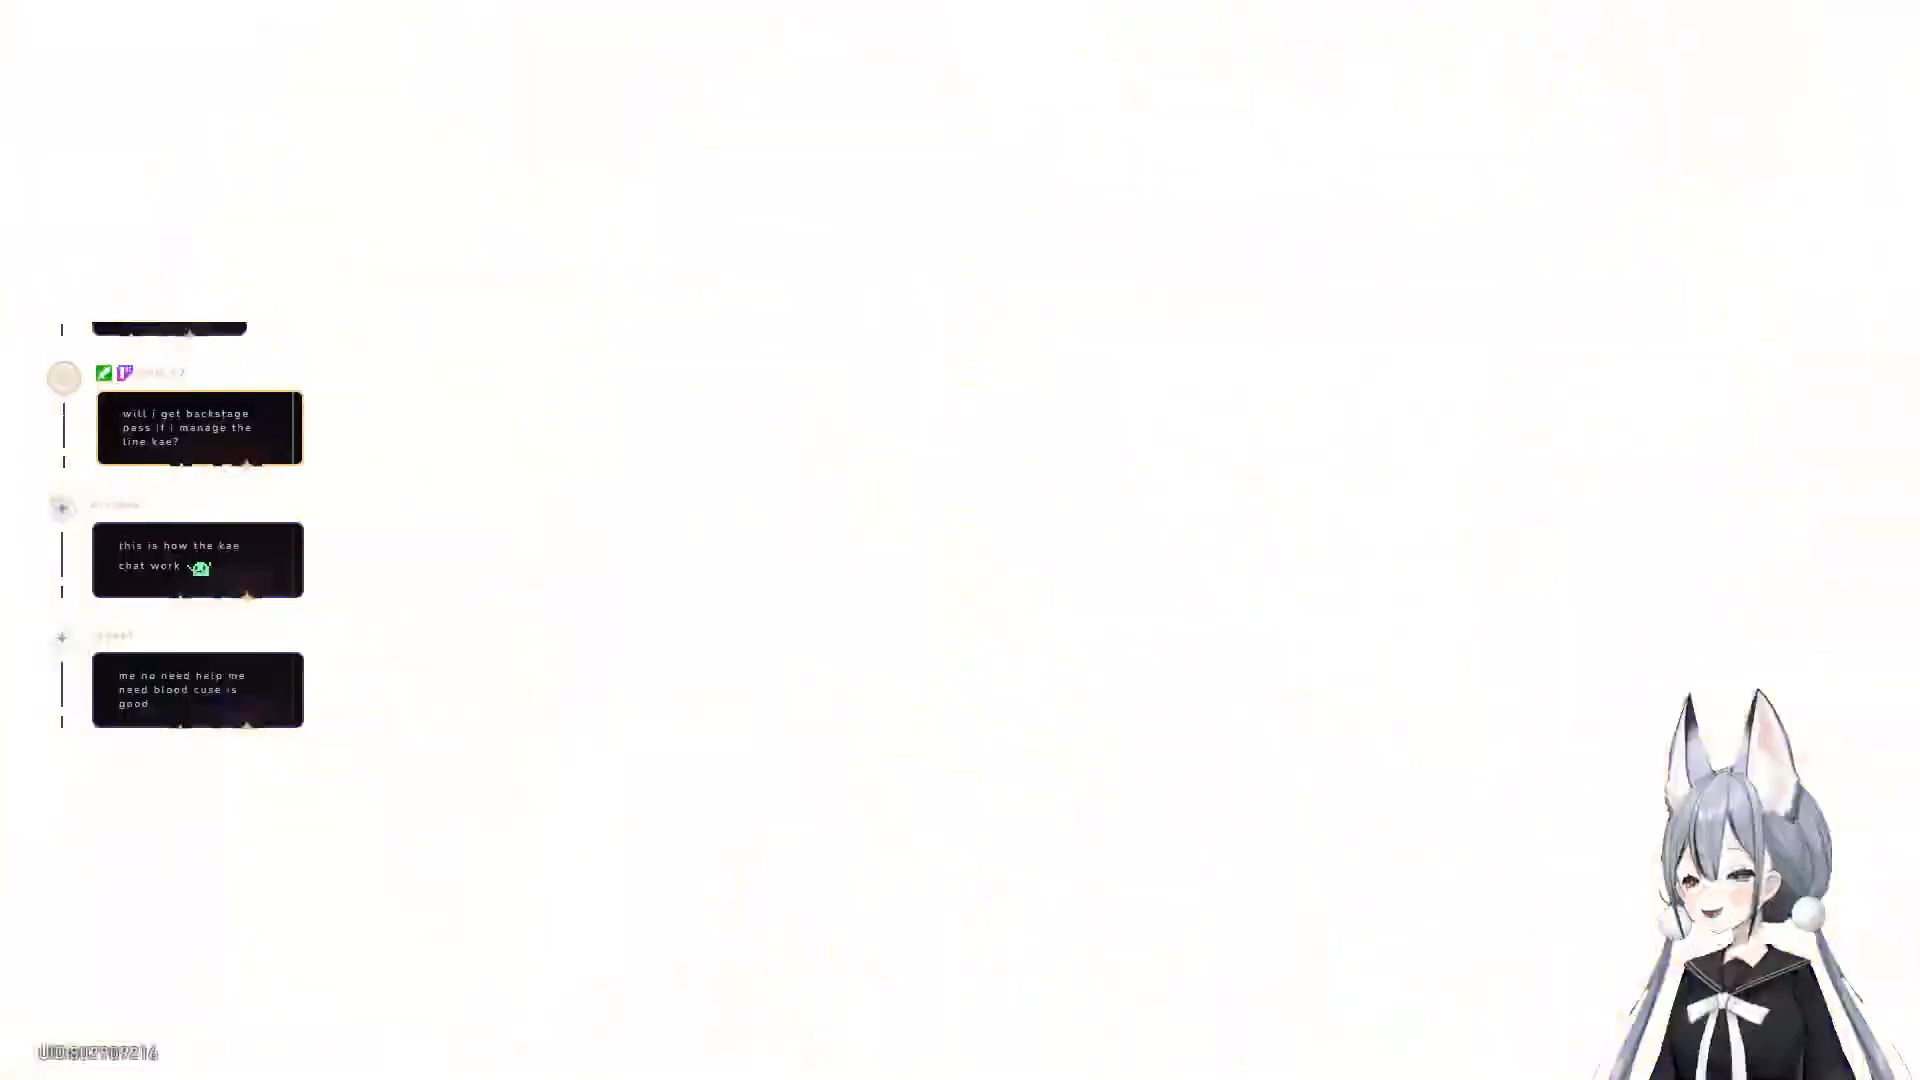 will i get backstage
pass if i manage the
line kae?
this is how the kae
chat work
me no need help me
need blood cuse is
good